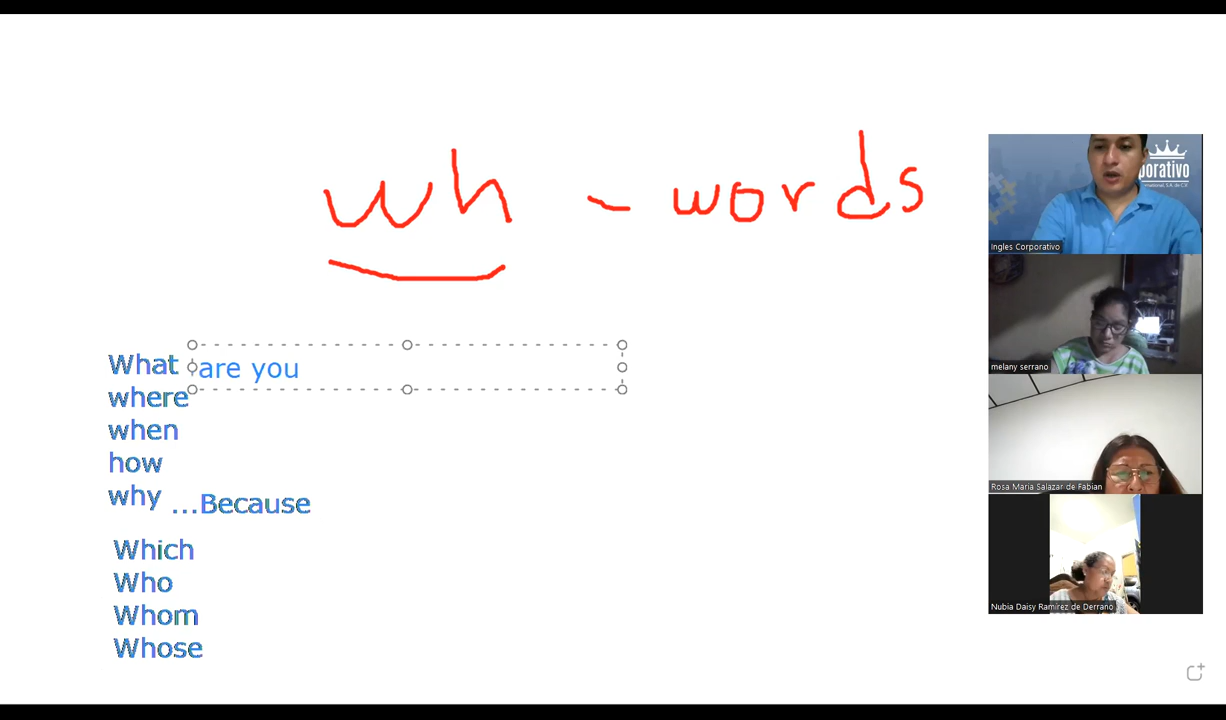 wh - words
What are you
where
when
how
why ...Because
Which
Who
Whom
Whose
porativo
Ingles Corporativo
melany serrano
Rosa Maria Salazar de Fabian
Nubia Daisy Ramirez de Derrano